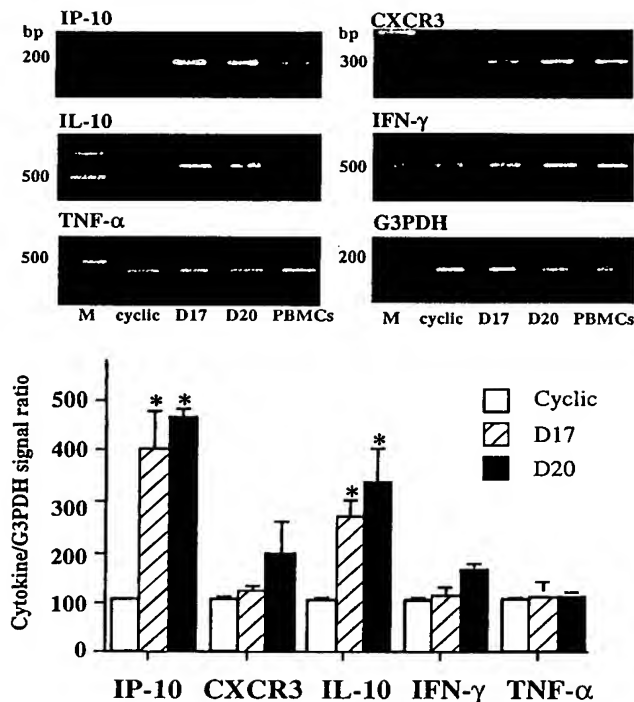 IP-10
bp
200
IL-10
500
TNF-α
500
M cyclic D17 D20 PBMCs
CXCR3
bp
300
IFN-γ
500
G3PDH
200
M cyclic D17 D20 PBMCs
Cytokine/G3PDH signal ratio
500
400
300
200
100
0
* *
* *
Cyclic
D17
D20
IP-10 CXCR3 IL-10 IFN-γ TNF-α